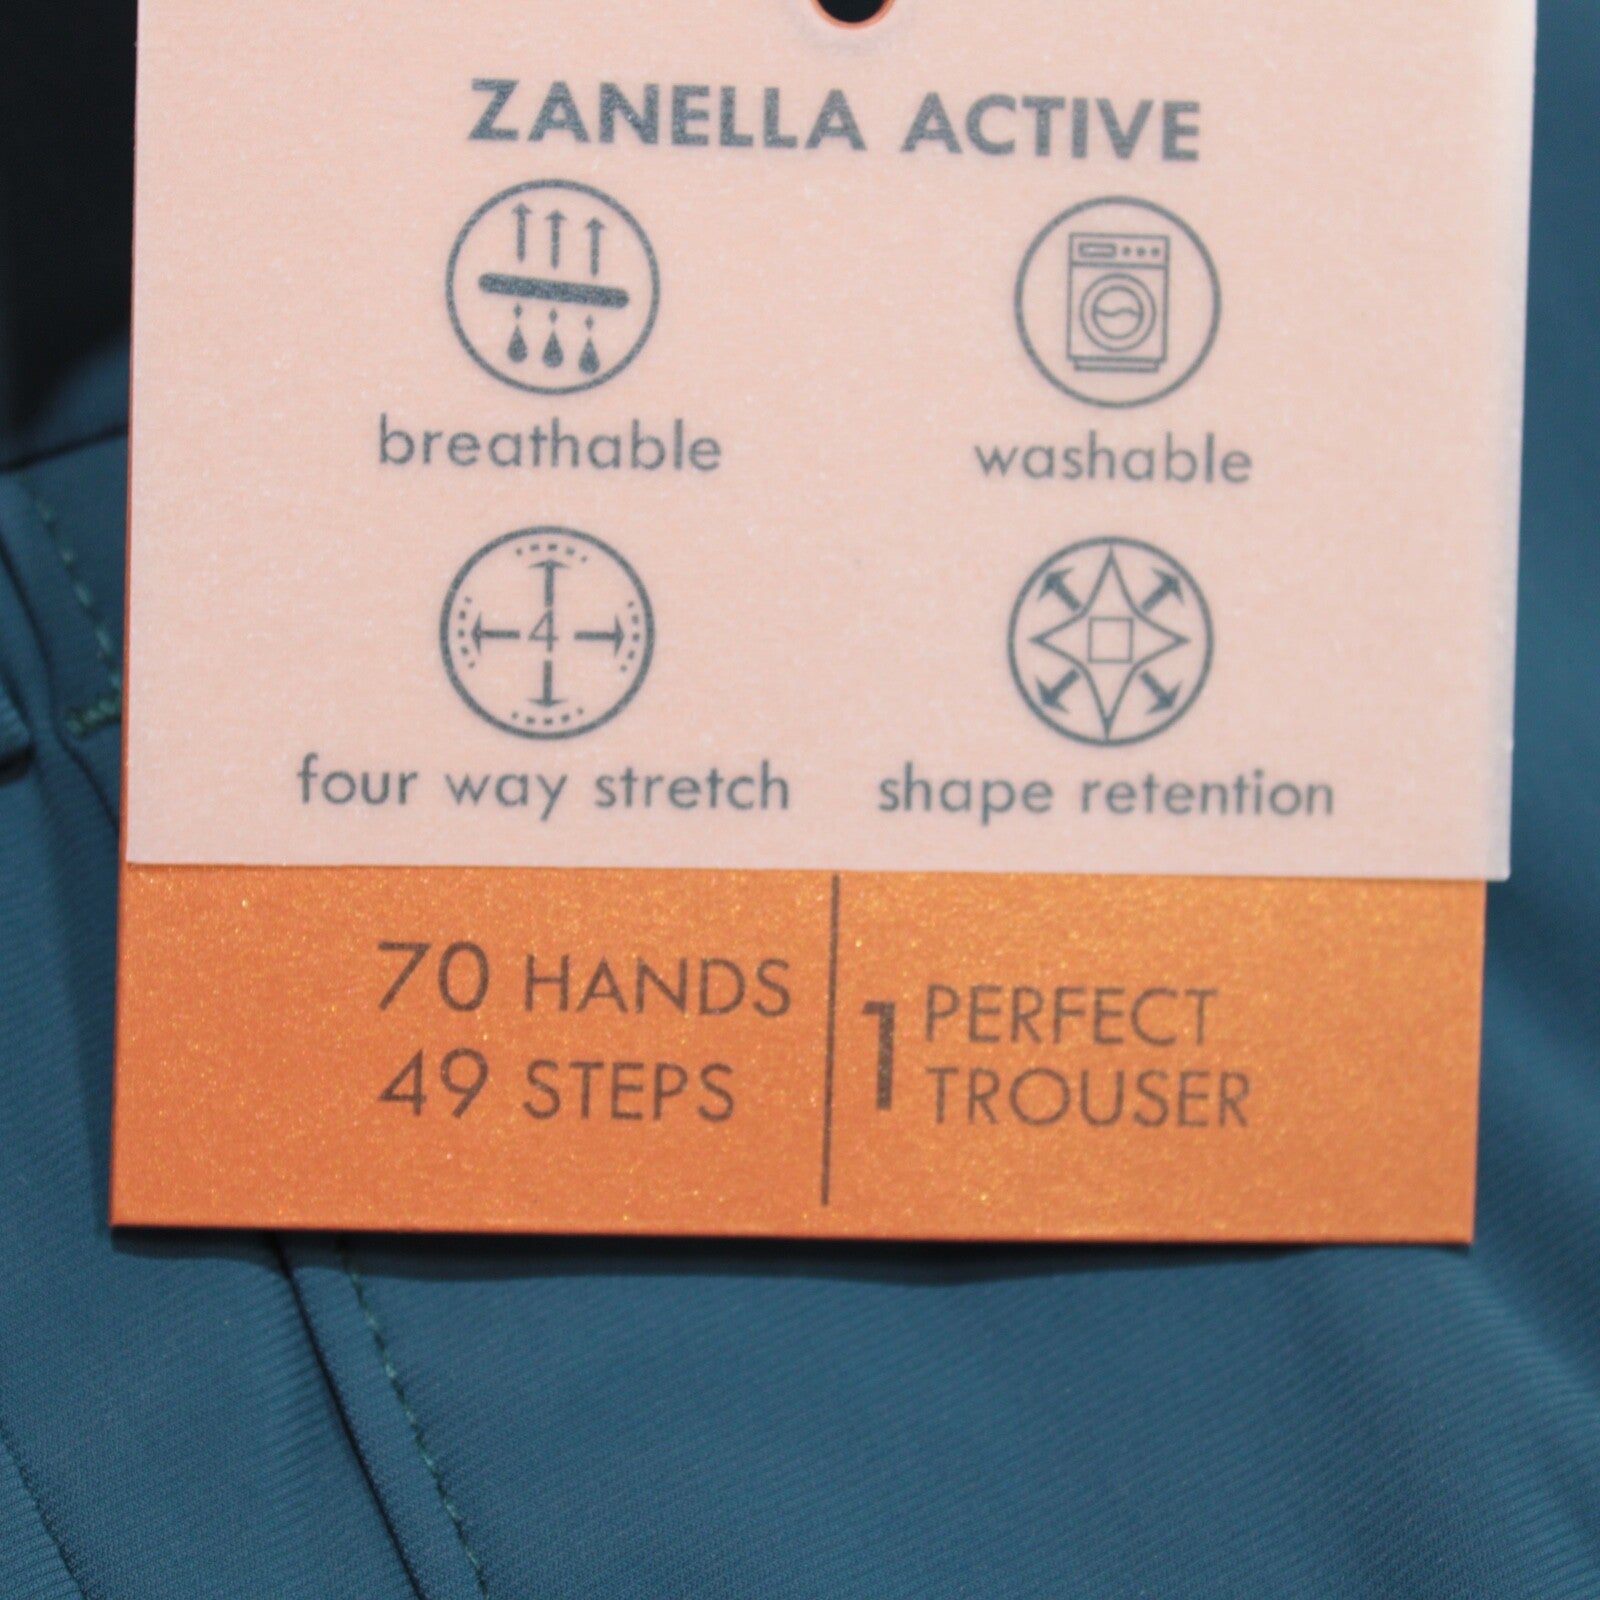 ZANELLA ACTIVE
breathable
washable
4
four way stretch
shape retention
70 HANDS
49 STEPS
1 PERFECT
TROUSER